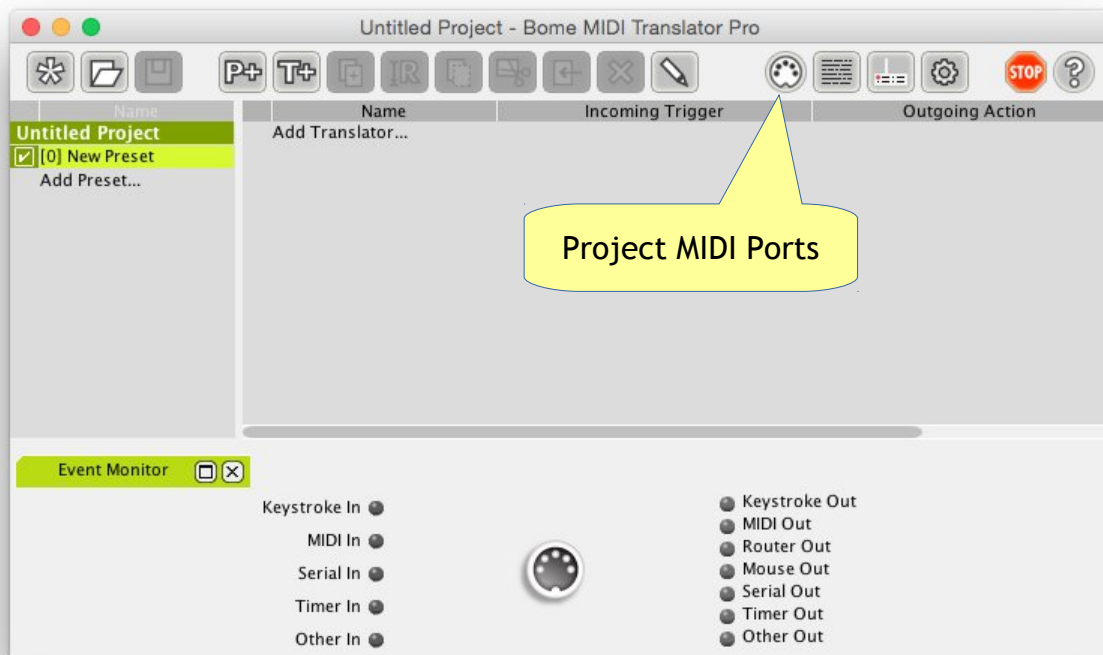 Untitled Project - Bome MIDI Translator Pro
P+ T+ IR STOP ?
Name Name Incoming Trigger Outgoing Action
Untitled Project Add Translator...
[0] New Preset
Add Preset...
Project MIDI Ports
Event Monitor
Keystroke In
MIDI In
Serial In
Timer In
Other In
Keystroke Out
MIDI Out
Router Out
Mouse Out
Serial Out
Timer Out
Other Out